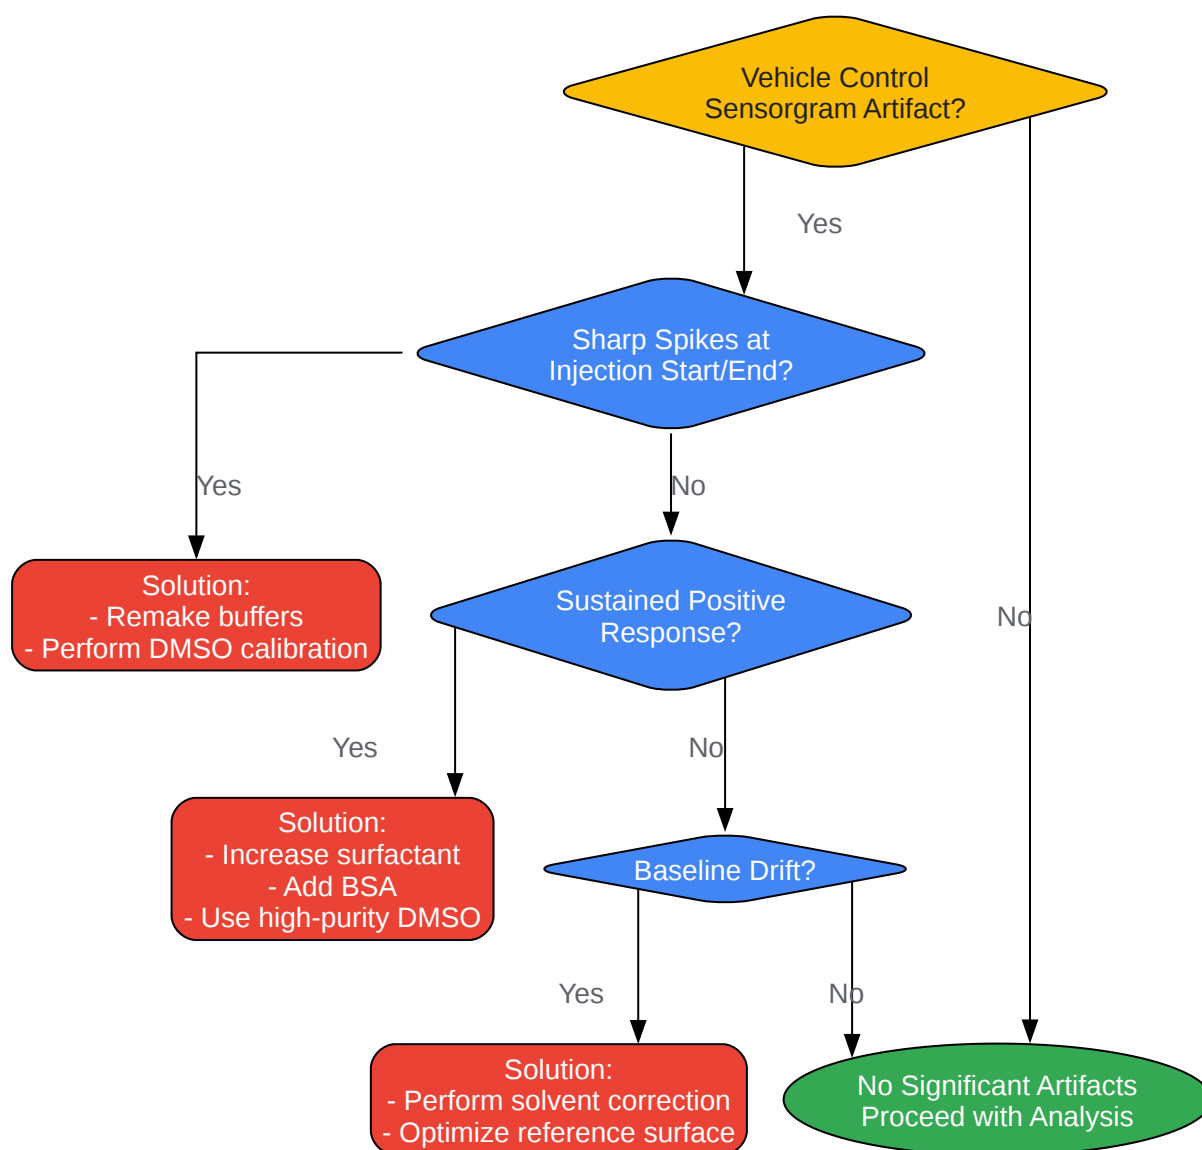 Vehicle Control
Sensorgram Artifact?
Yes
Sharp Spikes at
Injection Start/End?
Yes
No
Solution:
- Remake buffers
- Perform DMSO calibration
Sustained Positive
Response?
No
Yes
No
Solution:
- Increase surfactant
- Add BSA
- Use high-purity DMSO
Baseline Drift?
Yes
No
Solution:
- Perform solvent correction
- Optimize reference surface
No Significant Artifacts
Proceed with Analysis